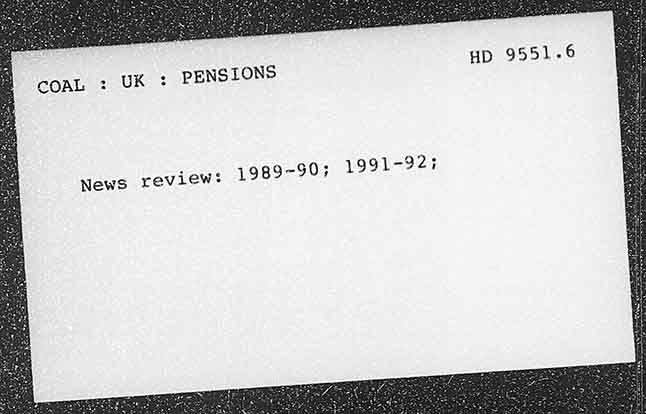 COAL : UK : PENSIONS HD 9551.6
News review: 1989-90; 1991-92;